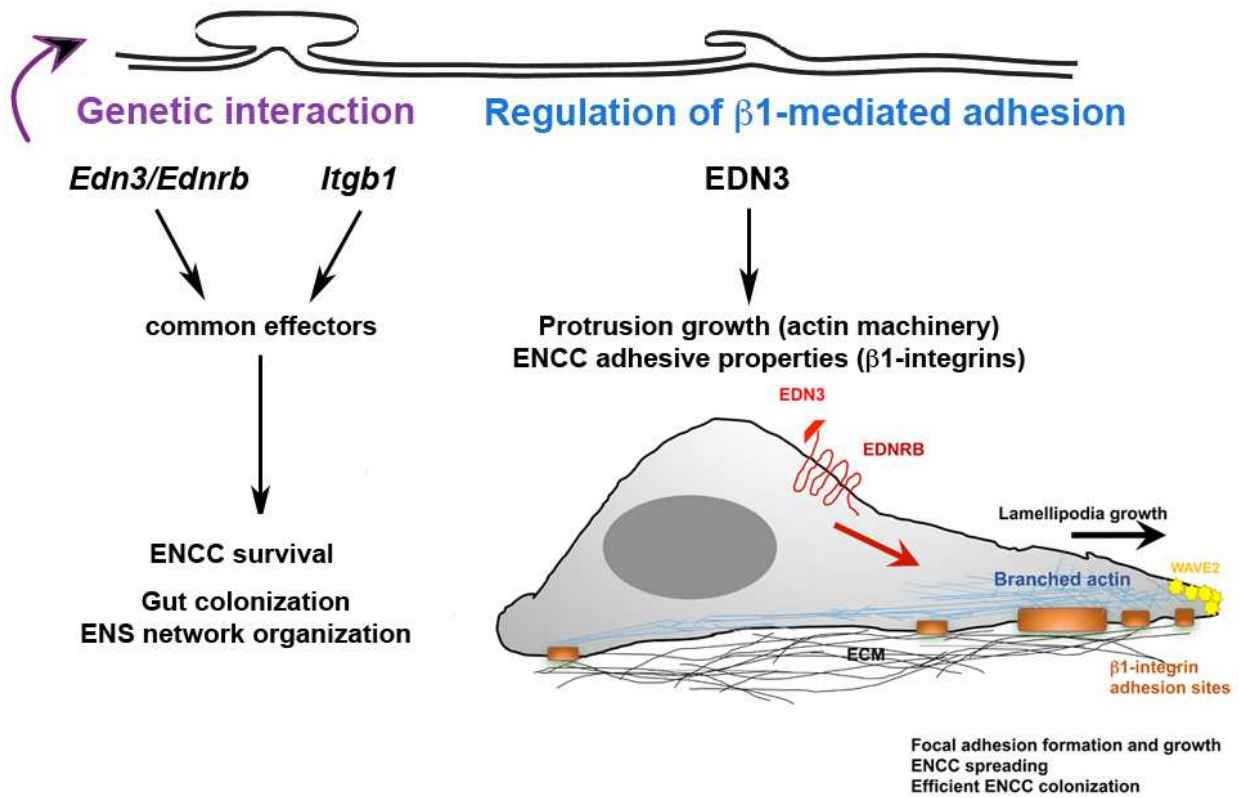 Genetic interaction
Regulation of β1-mediated adhesion
Edn3/Ednrb
Itgb1
common effectors
ENCC survival
Gut colonization
ENS network organization
EDN3
Protrusion growth (actin machinery)
ENCC adhesive properties (β1-integrins)
EDN3
EDNRB
Lamellipodia growth
WAVE2
Branched actin
ECM
β1-integrin
adhesion sites
Focal adhesion formation and growth
ENCC spreading
Efficient ENCC colonization